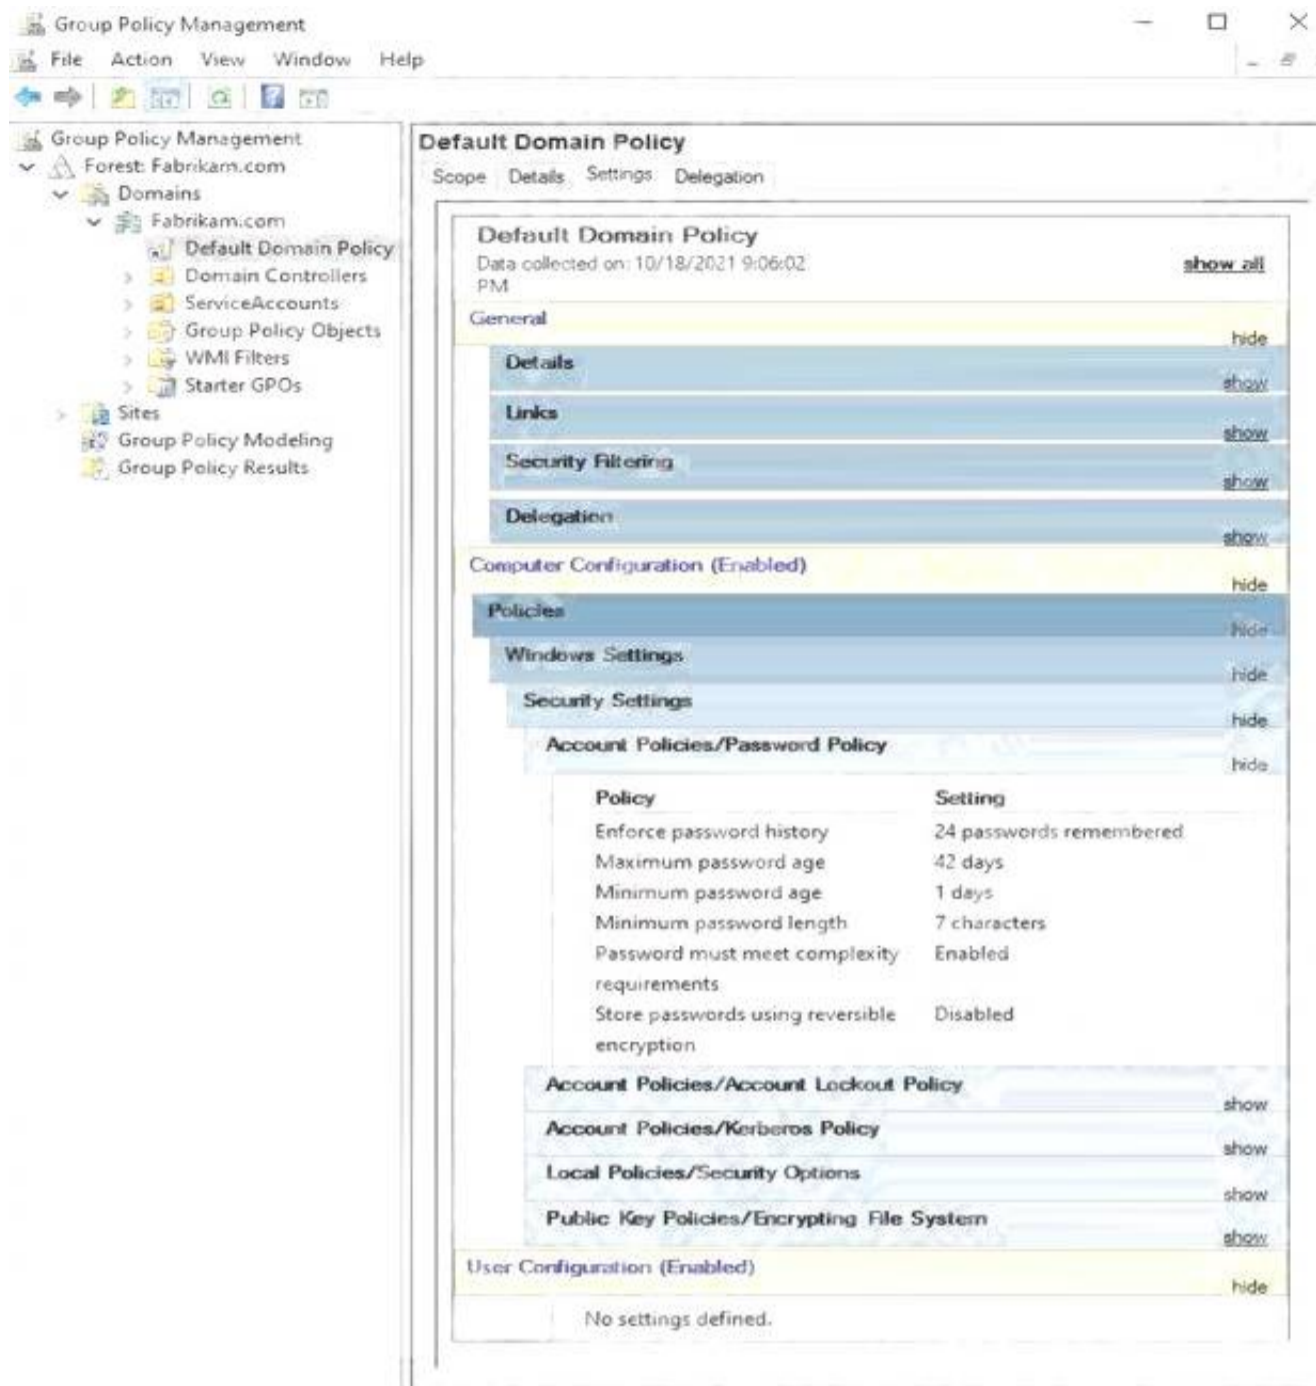 Group Policy Management
File Action View Window Help
Group Policy Management
Forest: Fabrikam.com
Domains
Fabrikam.com
Default Domain Policy
Domain Controllers
ServiceAccounts
Group Policy Objects
WMI Filters
Starter GPOs
Sites
Group Policy Modeling
Group Policy Results
Default Domain Policy
Scope Details Settings Delegation
Default Domain Policy
Data collected on: 10/18/2021 9:06:02
PM
show all
General
hide
Details
show
Links
show
Security Filtering
show
Delegation
show
Computer Configuration (Enabled)
hide
Policies
hide
Windows Settings
hide
Security Settings
hide
Account Policies/Password Policy
hide
Policy Setting
Enforce password history 24 passwords remembered
Maximum password age 42 days
Minimum password age 1 days
Minimum password length 7 characters
Password must meet complexity Enabled
requirements
Store passwords using reversible Disabled
encryption
Account Policies/Account Lockout Policy
show
Account Policies/Kerberos Policy
show
Local Policies/Security Options
show
Public Key Policies/Encrypting File System
show
User Configuration (Enabled)
hide
No settings defined.